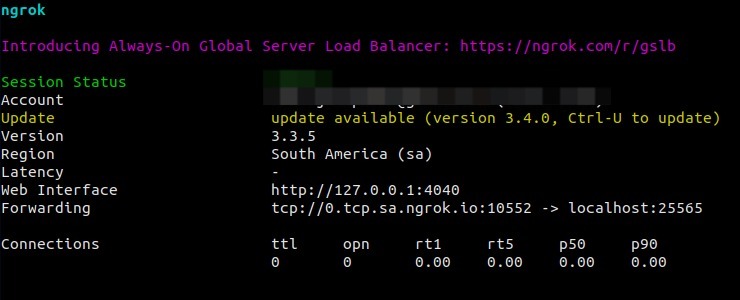 ngrok
Introducing Always-On Global Server Load Balancer: https://ngrok.com/r/gslb
Session Status
Account
Update update available (version 3.4.0, Ctrl-U to update)
Version 3.3.5
Region South America (sa)
Latency -
Web Interface http://127.0.0.1:4040
Forwarding tcp://0.tcp.sa.ngrok.io:10552 -> localhost:25565
Connections ttl opn rt1 rt5 p50 p90
0 0 0.00 0.00 0.00 0.00